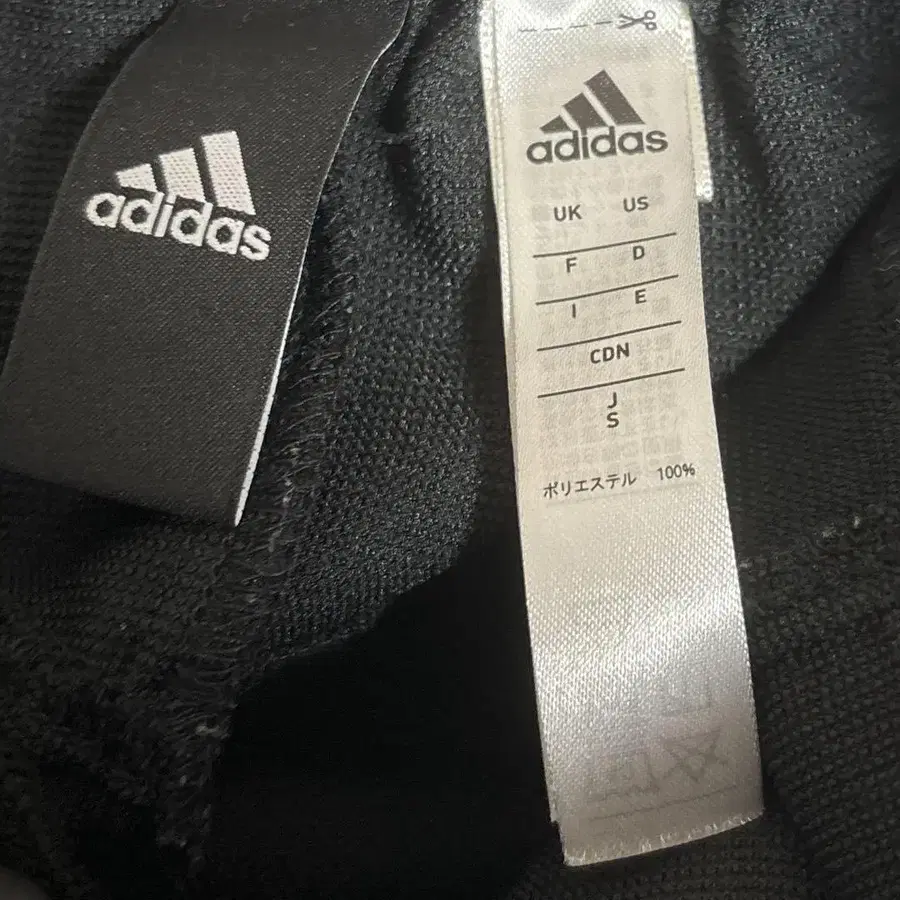 adidas
adidas
UK US
F D
I E
CDN
J
S
ポリエステル 100%